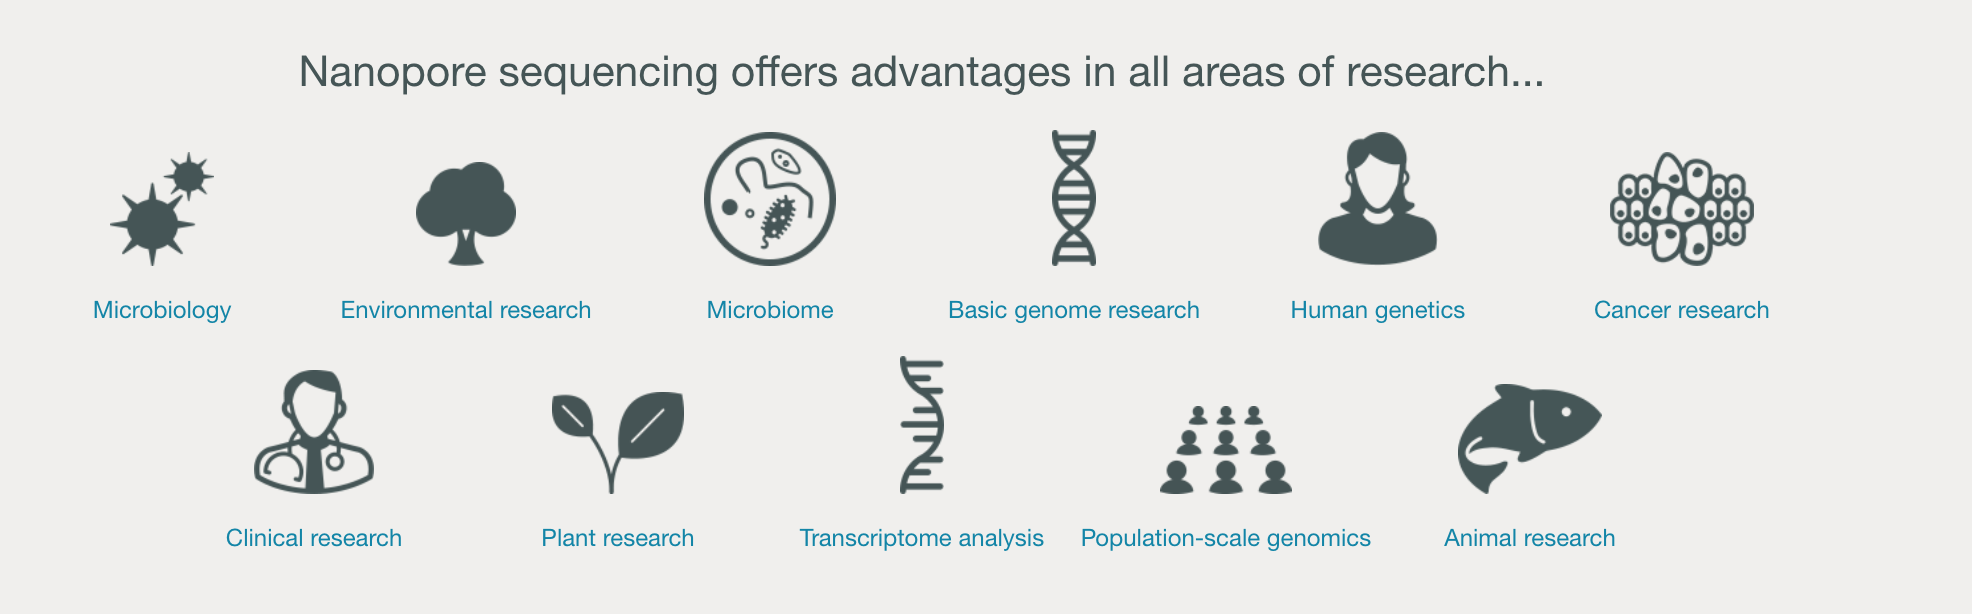 Nanopore sequencing offers advantages in all areas of research...
Microbiology
Environmental research
Microbiome
Basic genome research
Human genetics
Cancer research
Clinical research
Plant research
Transcriptome analysis
Population-scale genomics
Animal research